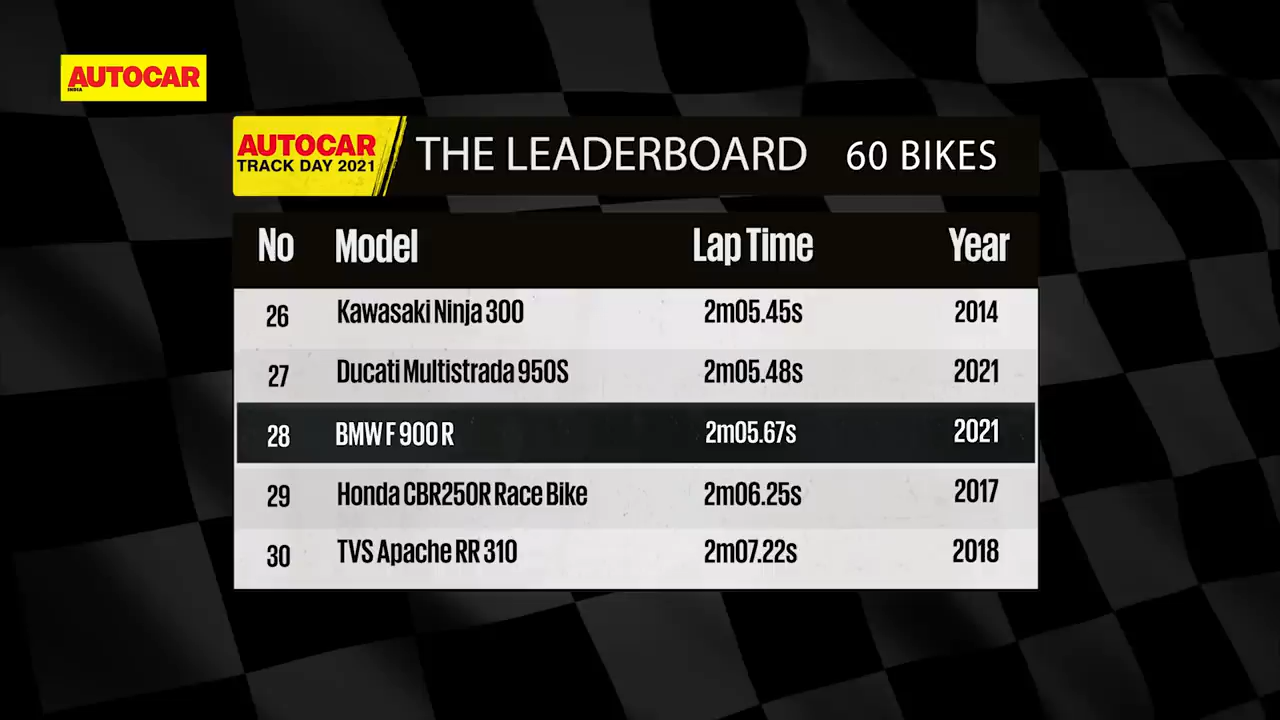 AUTOCAR
INDIA
AUTOCAR
TRACK DAY 2021
THE LEADERBOARD 60 BIKES
No Model Lap Time Year
26 Kawasaki Ninja 300 2m05.45s 2014
27 Ducati Multistrada 950S 2m05.48s 2021
28 BMW F 900 R 2m05.67s 2021
29 Honda CBR250R Race Bike 2m06.25s 2017
30 TVS Apache RR 310 2m07.22s 2018